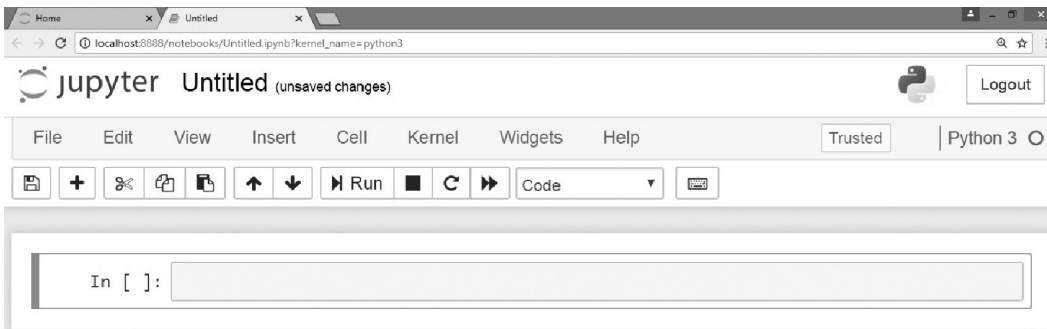 Home Untitled
localhost:8888/notebooks/Untitled.ipynb?kernel_name=python3
jupyter Untitled (unsaved changes) Logout
File Edit View Insert Cell Kernel Widgets Help Trusted Python 3
Run Code
In [ ]: